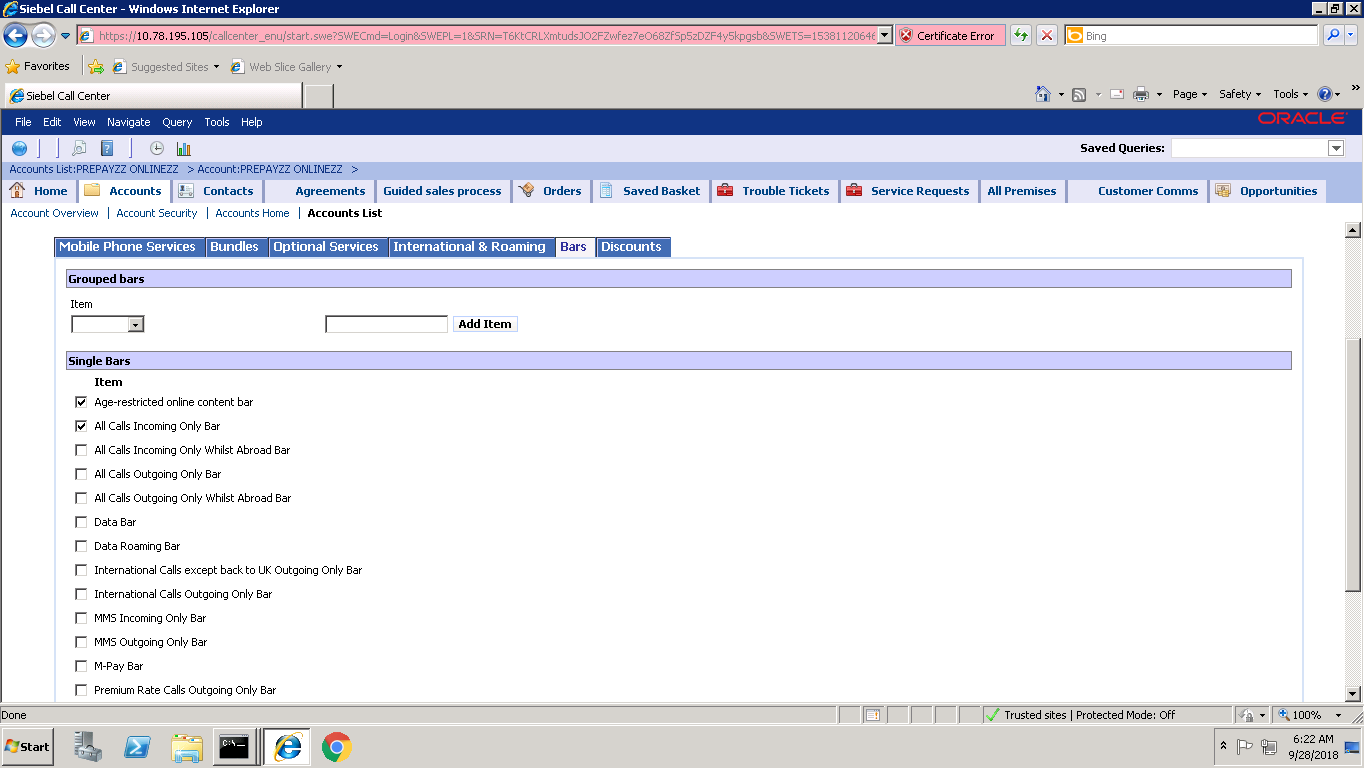 Siebel Call Center - Windows Internet Explorer
https://10.78.195.105/callcenter_enu/start.swe?SWECmd=Login&SWEPL=1&SRN=T6KtCRLXmtudsJO2FZwfez7eO68ZfSp5zDZF4y5kpgsb&SWETS=15381120646 Certificate Error Bing
Favorites Suggested Sites Web Slice Gallery
Siebel Call Center Page Safety Tools
File Edit View Navigate Query Tools Help ORACLE
Saved Queries:
Accounts List:PREPAYZZ ONLINEZZ > Account:PREPAYZZ ONLINEZZ >
Home Accounts Contacts Agreements Guided sales process Orders Saved Basket Trouble Tickets Service Requests All Premises Customer Comms Opportunities
Account Overview | Account Security | Accounts Home | Accounts List
Mobile Phone Services Bundles Optional Services International & Roaming Bars Discounts
Grouped bars
Item
Add Item
Single Bars
Item
Age-restricted online content bar
All Calls Incoming Only Bar
All Calls Incoming Only Whilst Abroad Bar
All Calls Outgoing Only Bar
All Calls Outgoing Only Whilst Abroad Bar
Data Bar
Data Roaming Bar
International Calls except back to UK Outgoing Only Bar
International Calls Outgoing Only Bar
MMS Incoming Only Bar
MMS Outgoing Only Bar
M-Pay Bar
Premium Rate Calls Outgoing Only Bar
Done Trusted sites | Protected Mode: Off 100%
Start 6:22 AM
9/28/2018